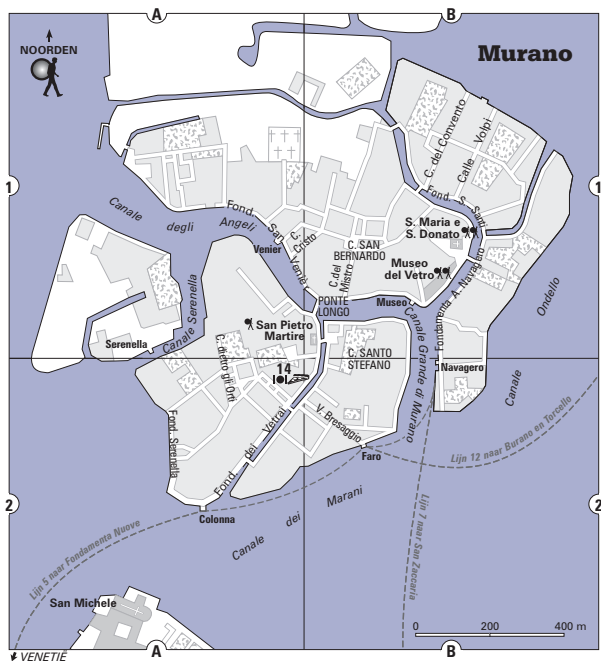 A
B
NOORDEN
Murano
C. del Convento
Calle Volpi
1
1
Fond. S. Santi
Canale
degli
Angeli
Fond. San
Venier
C.
Cristo
S. Maria e
S. Donato
C. SAN
BERNARDO
Museo
del Vetro
C.del
Mistro
Fondamenta A. Navagero
Ondello
Canale
PONTE
LONGO
Museo
Canale Serenella
Serenella
San Pietro
Martire
C. dietro gli Orti
C. SANTO
STEFANO
Canale Grande di Murano
14
Navagero
Fond. Serenella
Fond. dei Vetrai
V. Bresaggio
Faro
Lijn 12 naar Burano en Torcello
2
2
Colonna
Canale dei Marani
Lijn 5 naar Fondamenta Nuove
Lijn 7 naar San Zaccaria
San Michele
0 200 400 m
VENETIË
A
B